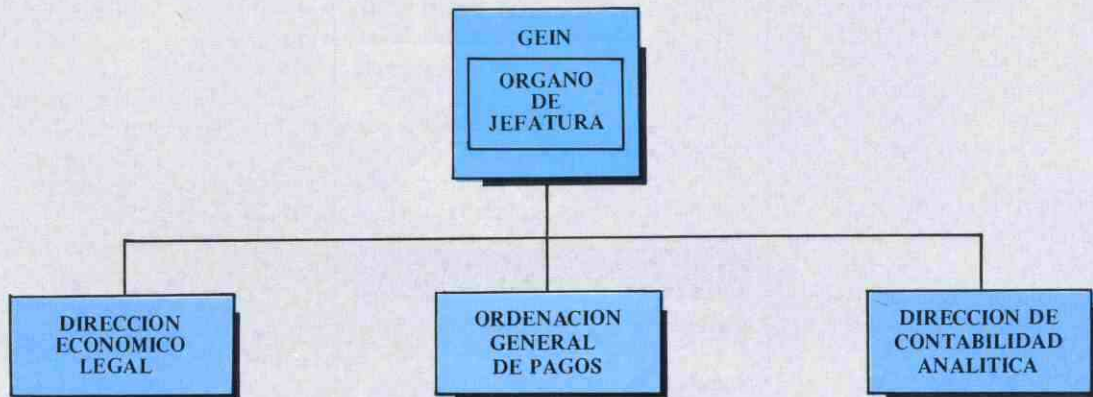 GEIN
ORGANO
DE
JEFATURA
DIRECCION
ECONOMICO
LEGAL
ORDENACION
GENERAL
DE PAGOS
DIRECCION DE
CONTABILIDAD
ANALITICA